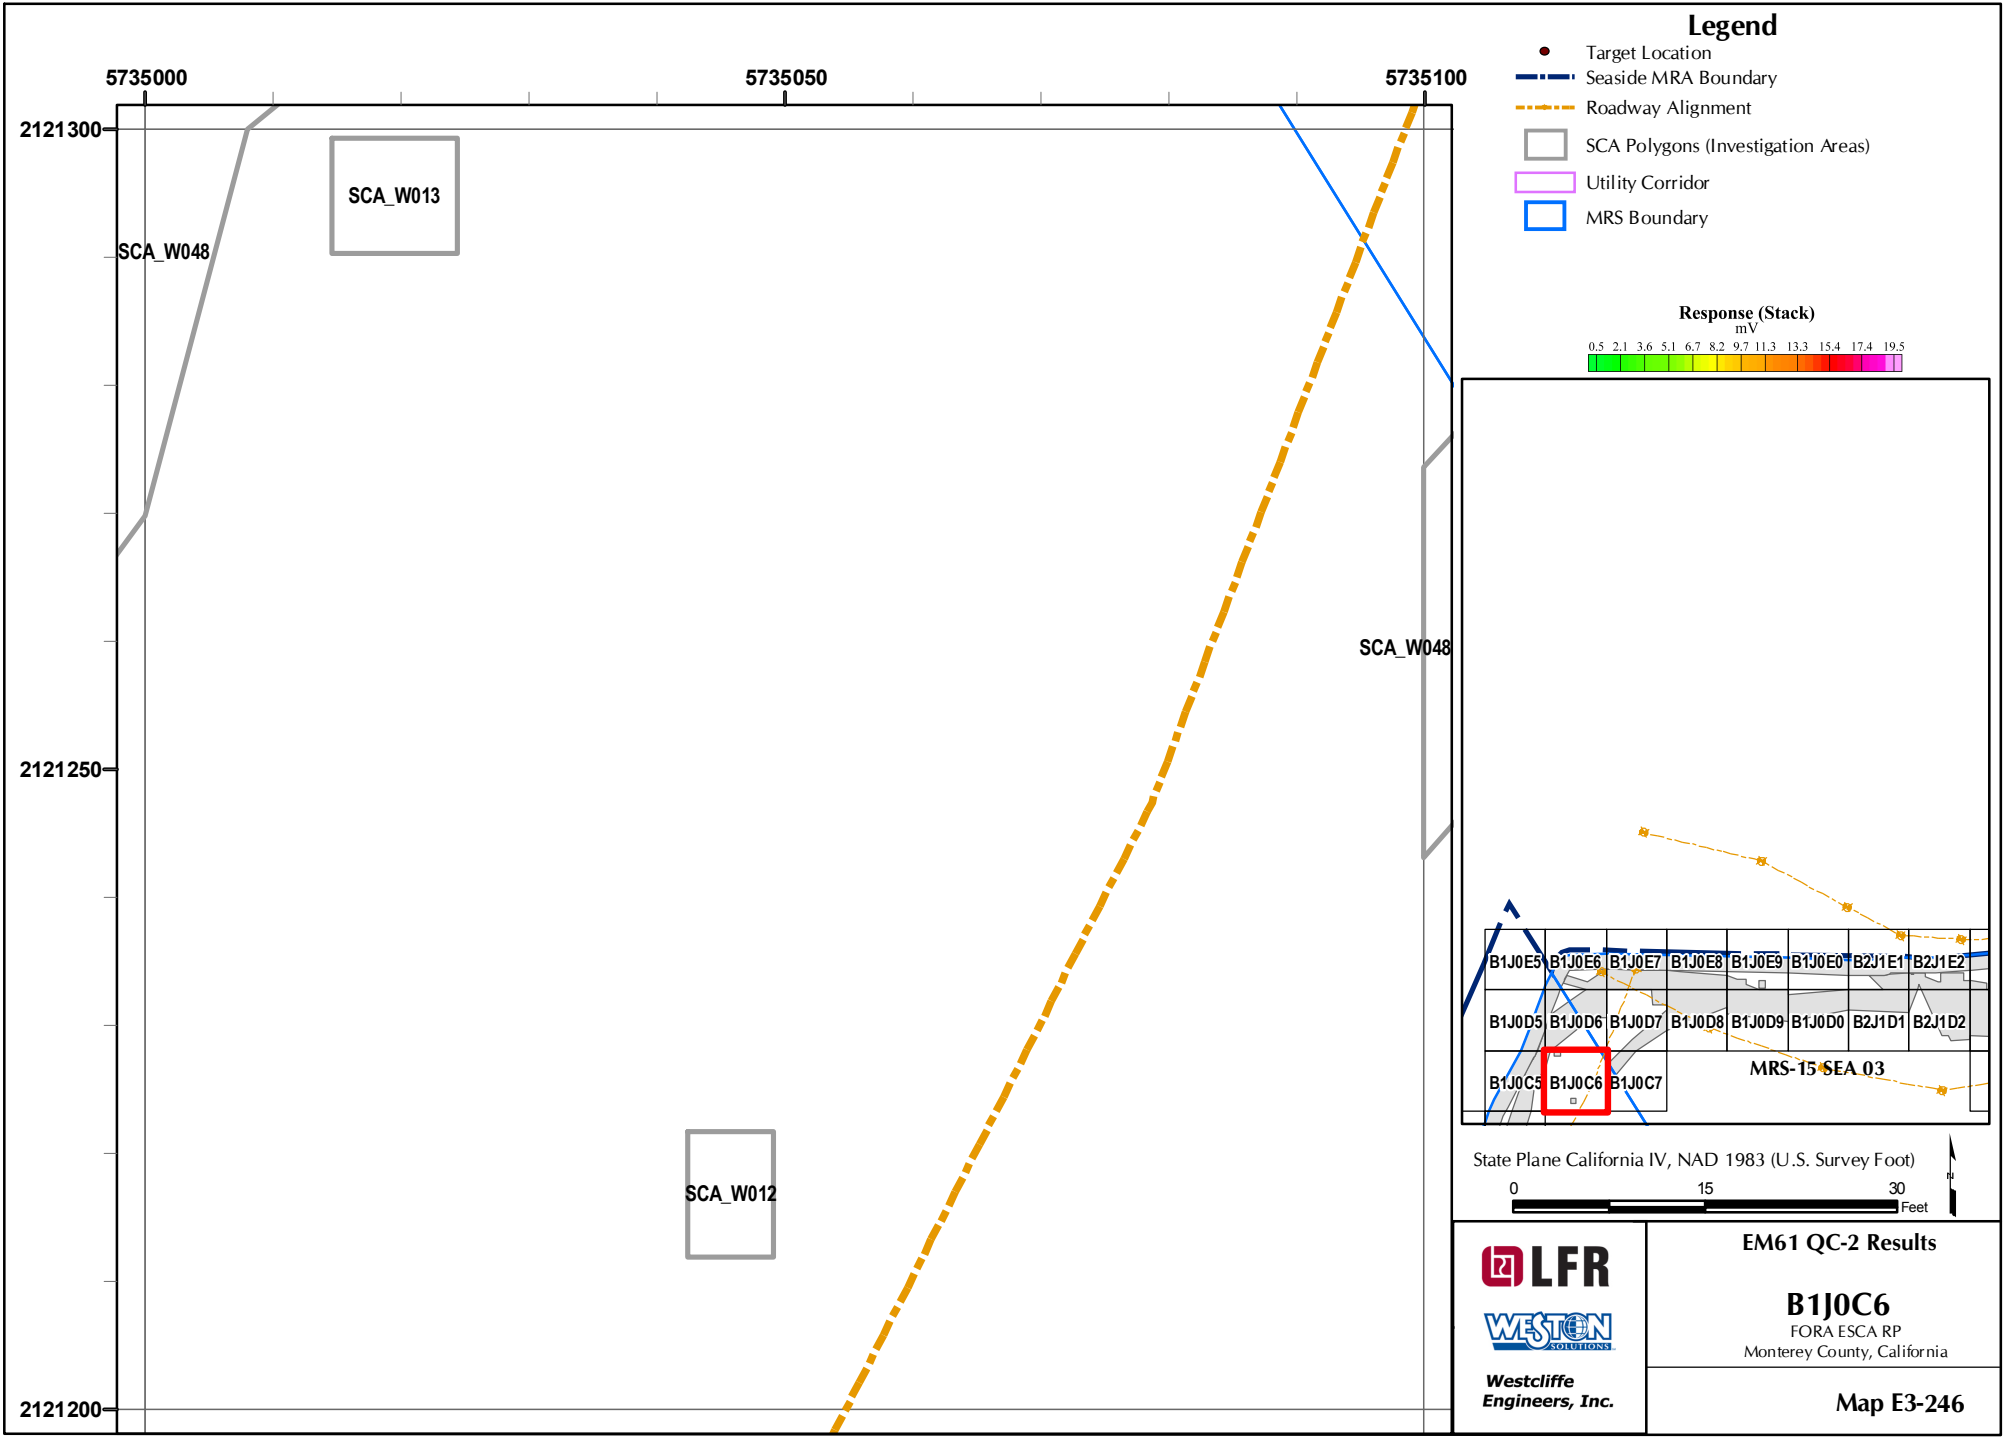 Legend
Target Location
Seaside MRA Boundary
Roadway Alignment
SCA Polygons (Investigation Areas)
Utility Corridor
MRS Boundary
5735000 5735050 5735100
2121300
2121250
2121200
SCA_W013
SCA_W048
SCA_W048
SCA_W012
Response (Stack)
mV
0.5 2.1 3.6 5.1 6.7 8.2 9.7 11.3 13.3 15.4 17.4 19.5
B1J0E5 B1J0E6 B1J0E7 B1J0E8 B1J0E9 B1J0E0 B2J1E1 B2J1E2
B1J0D5 B1J0D6 B1J0D7 B1J0D8 B1J0D9 B1J0D0 B2J1D1 B2J1D2
MRS-15 SEA 03
B1J0C5 B1J0C6 B1J0C7
State Plane California IV, NAD 1983 (U.S. Survey Foot)
0 15 30
Feet
N
LFR
WESTON
SOLUTIONS
Westcliffe
Engineers, Inc.
EM61 QC-2 Results
B1J0C6
FORA ESCA RP
Monterey County, California
Map E3-246